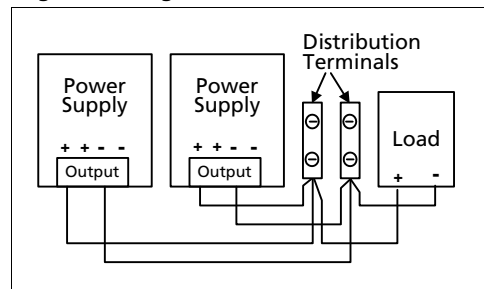 Distribution
Terminals
Power
Supply
+ + - -
Output
Power
Supply
+ + - -
Output
Load
+ -